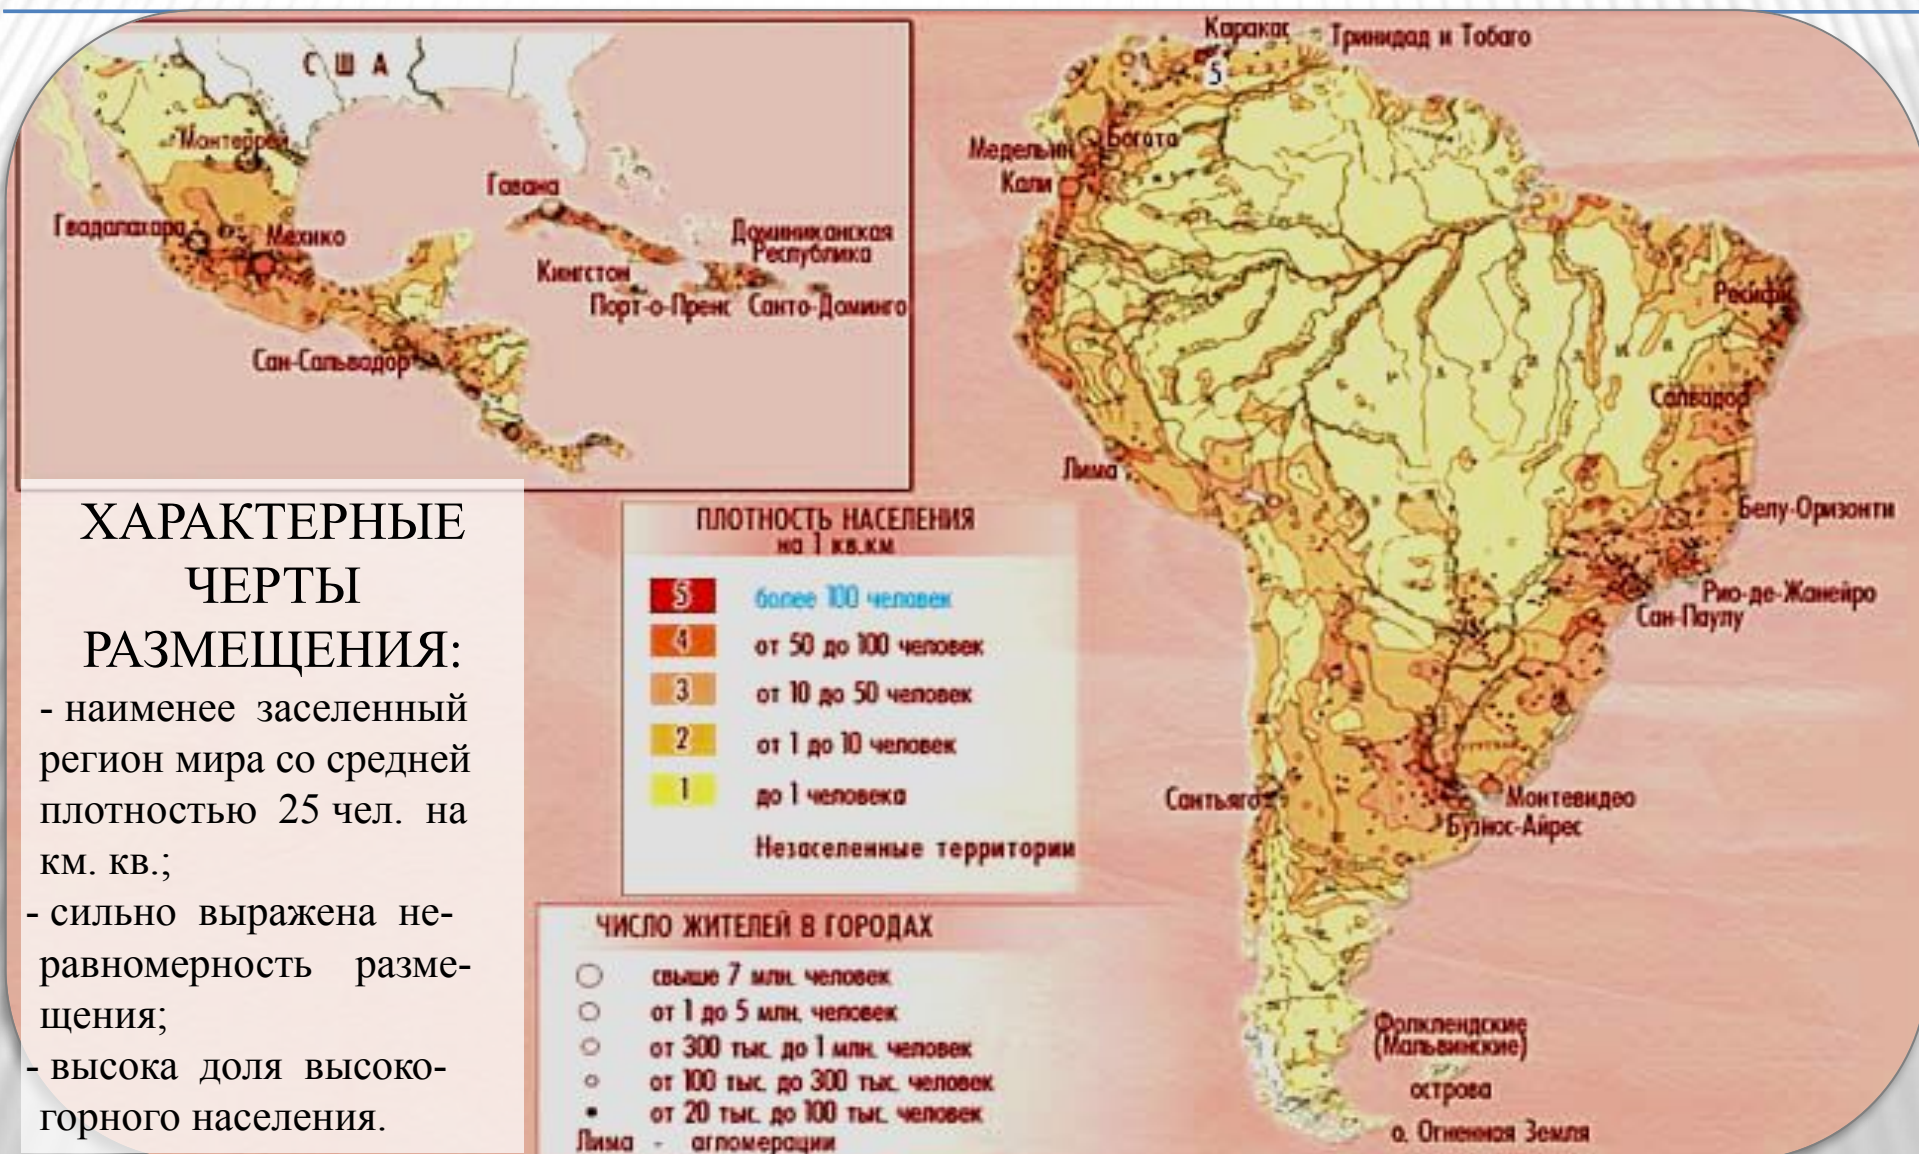 США
Монтеррей
Гавана
Гвадалахара
Мехико
Доминиканская
Республика
Кингстон
Порт-о-Пренс Санто-Доминго
Сан-Сальвадор
Каракас
Тринидад и Тобаго
5
Медельин
Богота
Кали
Ресифи
Салвадор
Лима
Белу-Оризонти
Рио-де-Жанейро
Сан-Паулу
Сантьяго
Монтевидео
Буэнос-Айрес
Фолклендские
(Мальвинские)
острова
о. Огненная Земля
ХАРАКТЕРНЫЕ
ЧЕРТЫ
РАЗМЕЩЕНИЯ:
- наименее заселенный
регион мира со средней
плотностью 25 чел. на
км. кв.;
- сильно выражена не-
равномерность разме-
щения;
- высока доля высоко-
горного населения.
ПЛОТНОСТЬ НАСЕЛЕНИЯ
на 1 кв.км
5 более 100 человек
4 от 50 до 100 человек
3 от 10 до 50 человек
2 от 1 до 10 человек
1 до 1 человека
Незаселенные территории
ЧИСЛО ЖИТЕЛЕЙ В ГОРОДАХ
свыше 7 млн. человек
от 1 до 5 млн. человек
от 300 тыс. до 1 млн. человек
от 100 тыс. до 300 тыс. человек
от 20 тыс. до 100 тыс. человек
Лима - агломерации